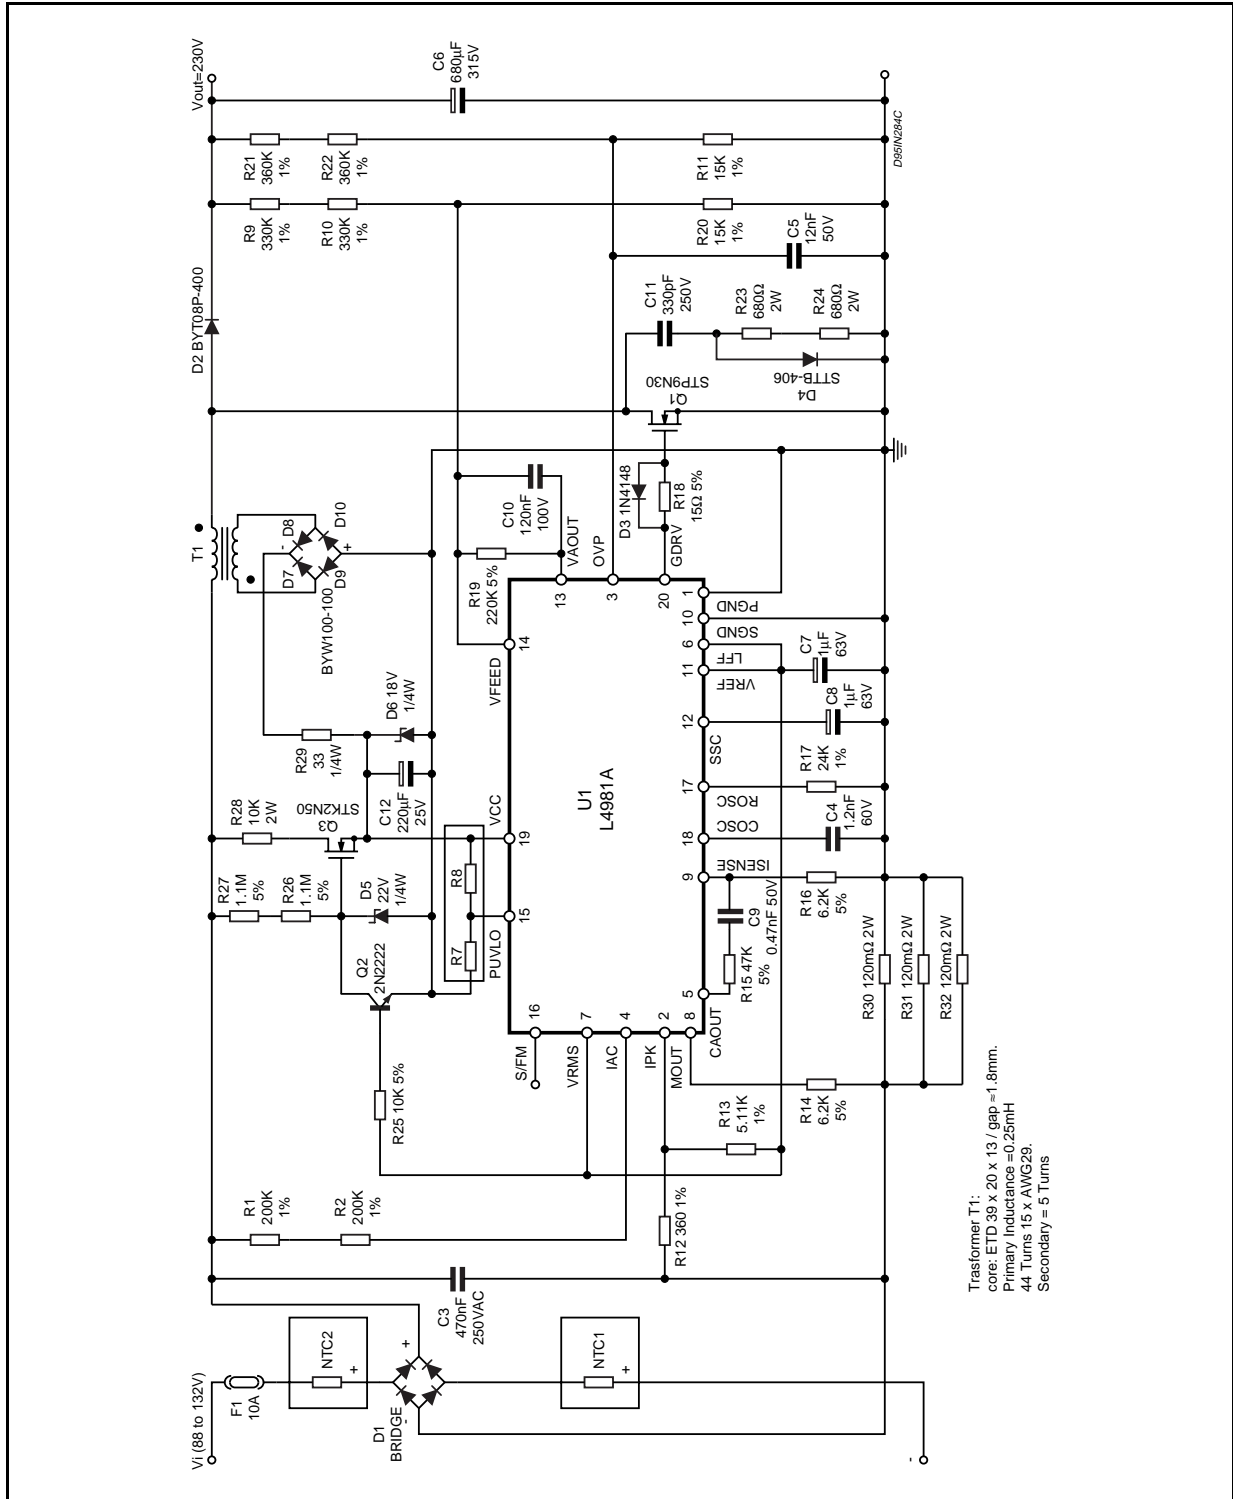 Vi (88 to 132V)
F1
10A
NTC2
+
D1
BRIDGE
-
+
NTC1
+
-
C3
470nF
250VAC
R1
200K
1%
R2
200K
1%
R12 360 1%
R25 10K 5%
R13
5.11K
1%
R14
6.2K
5%
Q2
2N2222
R27
1.1M
5%
R26
1.1M
5%
D5
22V
1/4W
R28
10K
2W
Q3
STK2N50
R29
33
1/4W
C12
220µF
25V
D6 18V
1/4W
R7
R8
T1
D7
D8
D9
D10
-
+
BYW100-100
U1
L4981A
S/FM
16
VRMS
7
IAC
4
IPK
2
MOUT
8
CAOUT
5
PUVLO
15
VCC
19
VFEED
14
VAOUT
13
OVP
3
GDRV
20
PGND
1
SGND
10
LFF
6
VREF
11
SSC
12
ROSC
17
COSC
18
ISENSE
9
R15 47K
5%
C9
0.47nF 50V
R16
6.2K
5%
C4
1.2nF
60V
R17
24K
1%
C8
1µF
63V
C7
1µF
63V
R30 120mΩ 2W
R31 120mΩ 2W
R32 120mΩ 2W
R19
220K 5%
C10
120nF
100V
D3 1N4148
R18
15Ω 5%
Q1
STP9N30
D4
STTB-406
C11
330pF
250V
R23
680Ω
2W
R24
680Ω
2W
D2 BYT08P-400
R9
330K
1%
R10
330K
1%
R20
15K
1%
C5
12nF
50V
R21
360K
1%
R22
360K
1%
R11
15K
1%
Vout=230V
C6
680µF
315V
D95IN284C
Trasformer T1:
core: ETD 39 x 20 x 13 / gap ≈1.8mm.
Primary Inductance =0.25mH
44 Turns 15 x AWG29.
Secondary = 5 Turns